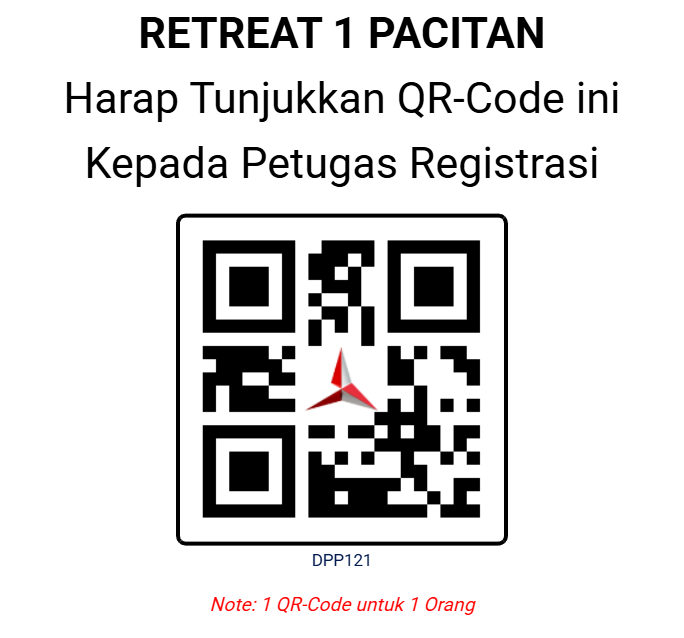 RETREAT 1 PACITAN
Harap Tunjukkan QR-Code ini
Kepada Petugas Registrasi
DPP121
Note: 1 QR-Code untuk 1 Orang